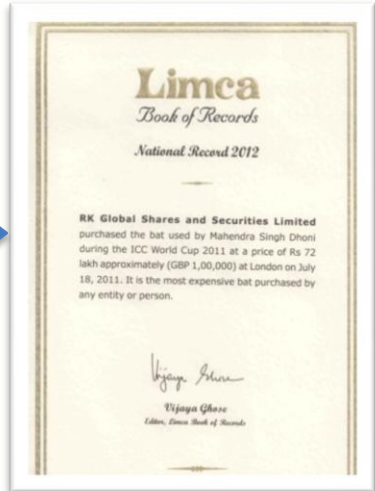 Limca
Book of Records
National Record 2012
RK Global Shares and Securities Limited
purchased the bat used by Mahendra Singh Dhoni
during the ICC World Cup 2011 at a price of Rs 72
lakh approximately (GBP 1,00,000) at London on July
18, 2011. It is the most expensive bat purchased by
any entity or person.
Vijaya Ghose
Vijaya Ghose
Editor, Limca Book of Records